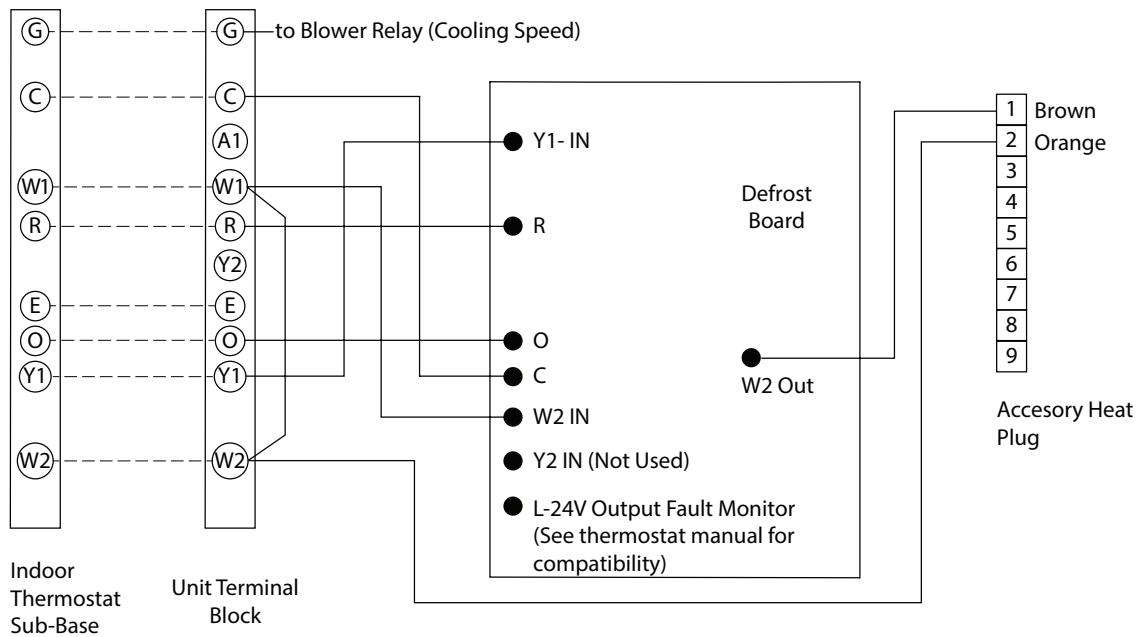 G
G
to Blower Relay (Cooling Speed)
C
C
A1
W1
W1
R
R
Y2
E
E
O
O
Y1
Y1
W2
W2
Indoor
Thermostat
Sub-Base
Unit Terminal
Block
Y1- IN
R
O
C
W2 IN
Y2 IN (Not Used)
L-24V Output Fault Monitor
(See thermostat manual for
compatibility)
Defrost
Board
W2 Out
1 Brown
2 Orange
3
4
5
6
7
8
9
Accesory Heat
Plug